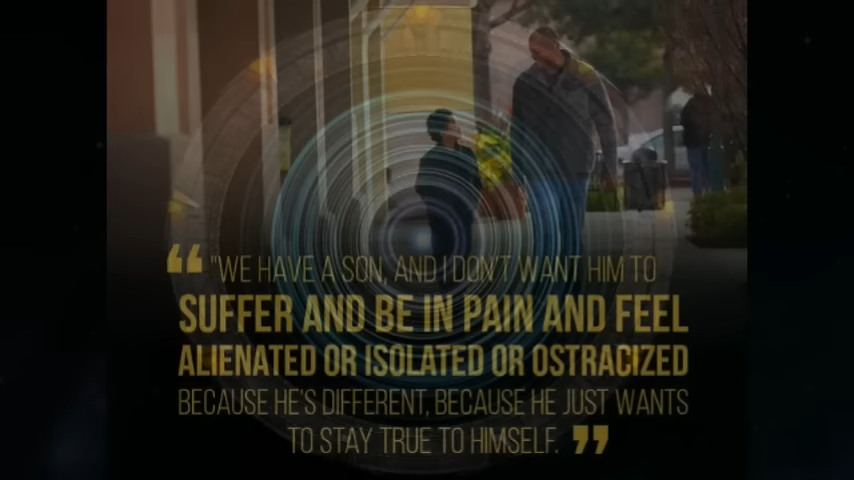 “ "WE HAVE A SON, AND I DON'T WANT HIM TO
SUFFER AND BE IN PAIN AND FEEL
ALIENATED OR ISOLATED OR OSTRACIZED
BECAUSE HE'S DIFFERENT, BECAUSE HE JUST WANTS
TO STAY TRUE TO HIMSELF. ”